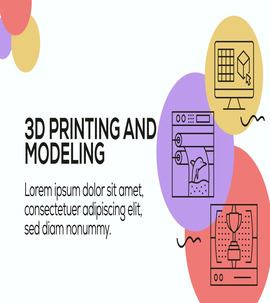 3D PRINTING AND
MODELING
Lorem ipsum dolor sit amet,
consectetuer adipiscing elit,
sed diam nonummy.